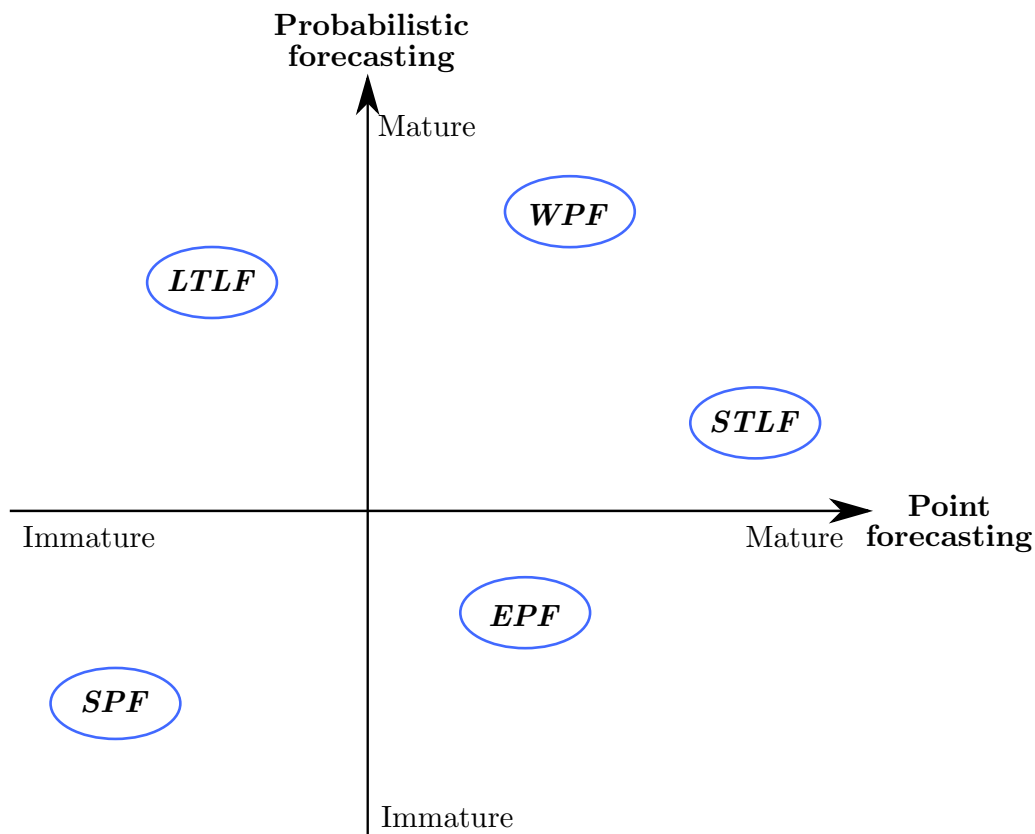 Probabilistic
forecasting
Mature
WPF
LTLF
STLF
Point
forecasting
Immature
Mature
EPF
SPF
Immature